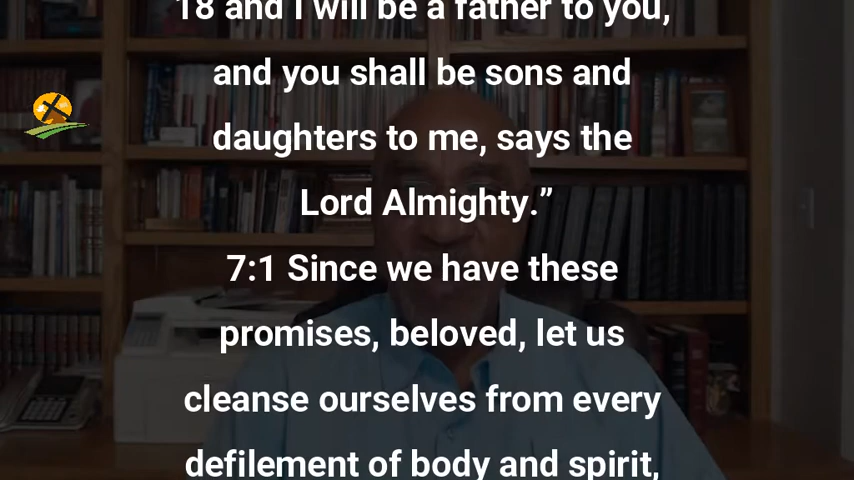 18 and I will be a father to you,
and you shall be sons and
daughters to me, says the
Lord Almighty.”
7:1 Since we have these
promises, beloved, let us
cleanse ourselves from every
defilement of body and spirit,